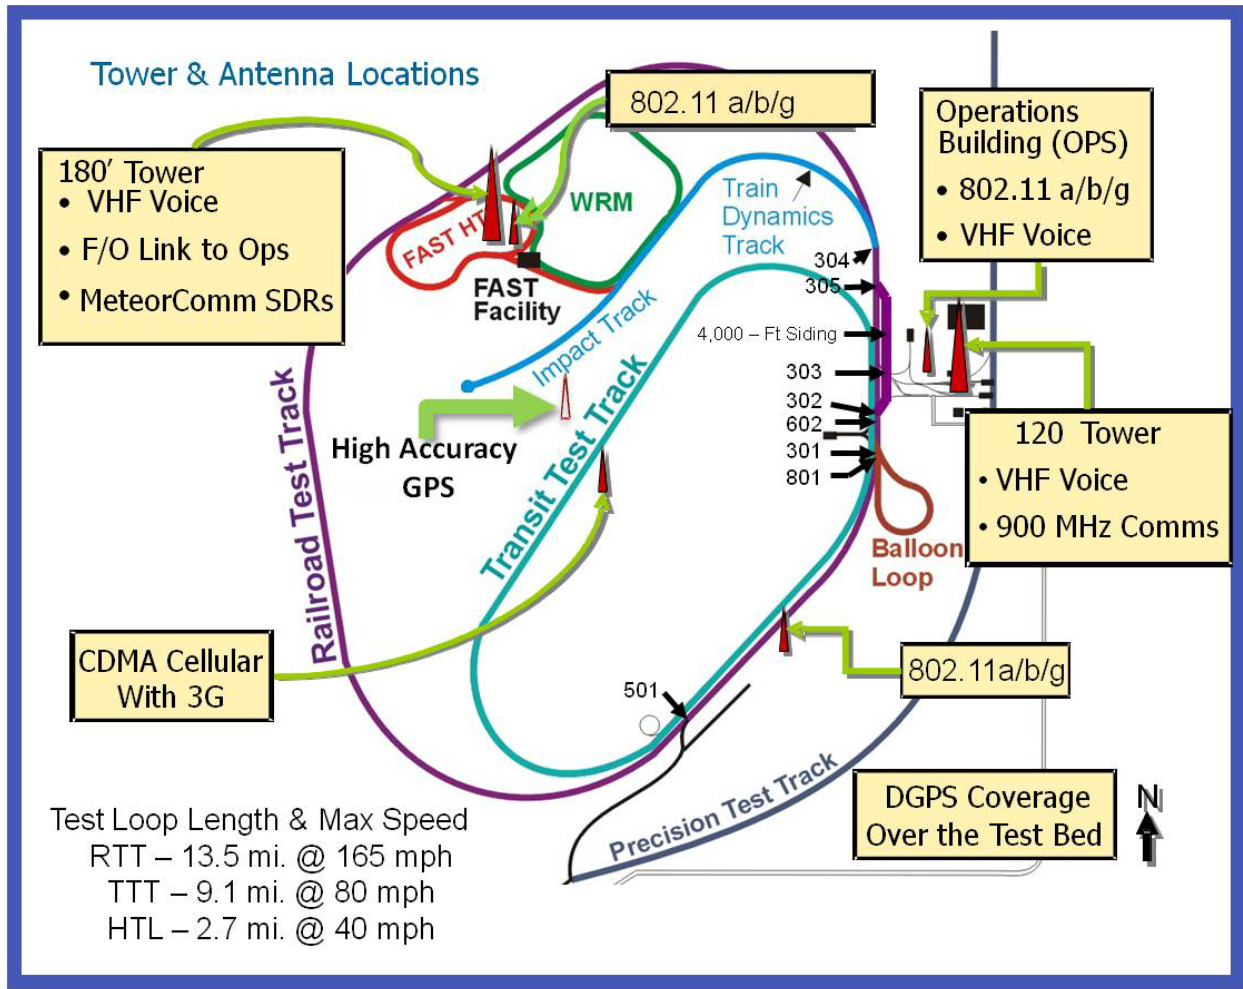 Tower & Antenna Locations
802.11 a/b/g
Operations
Building (OPS)
• 802.11 a/b/g
• VHF Voice
180’ Tower
• VHF Voice
• F/O Link to Ops
• MeteorComm SDRs
FAST HT
WRM
Train
Dynamics
Track
FAST
Facility
Impact Track
304
305
4,000 – Ft Siding
303
302
602
301
801
High Accuracy
GPS
Railroad Test Track
Transit Test Track
120 Tower
• VHF Voice
• 900 MHz Comms
Balloon
Loop
CDMA Cellular
With 3G
802.11a/b/g
501
Precision Test Track
DGPS Coverage
Over the Test Bed
N
Test Loop Length & Max Speed
RTT – 13.5 mi. @ 165 mph
TTT – 9.1 mi. @ 80 mph
HTL – 2.7 mi. @ 40 mph